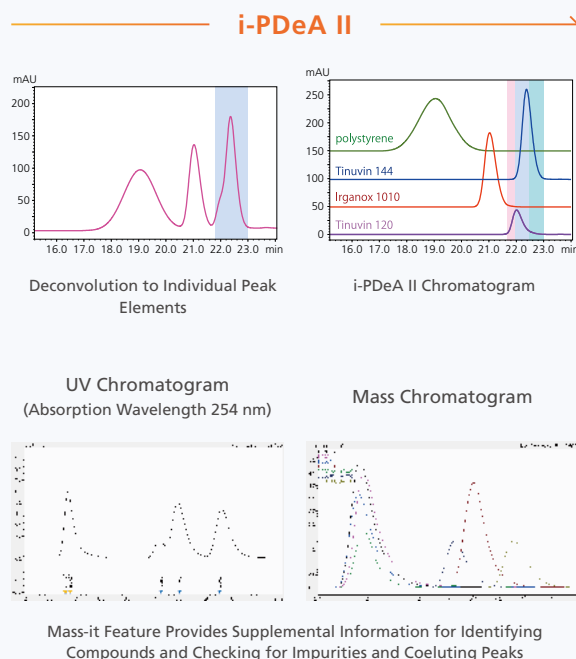 i-PDeA II
mAU
200
150
100
50
0
16.0 17.0 18.0 19.0 20.0 21.0 22.0 23.0 min
Deconvolution to Individual Peak
Elements
mAU
250
200
150
100
50
0
polystyrene
Tinuvin 144
Irganox 1010
Tinuvin 120
16.0 17.0 18.0 19.0 20.0 21.0 22.0 23.0 min
i-PDeA II Chromatogram
UV Chromatogram
(Absorption Wavelength 254 nm)
Mass Chromatogram
Mass-it Feature Provides Supplemental Information for Identifying
Compounds and Checking for Impurities and Coeluting Peaks